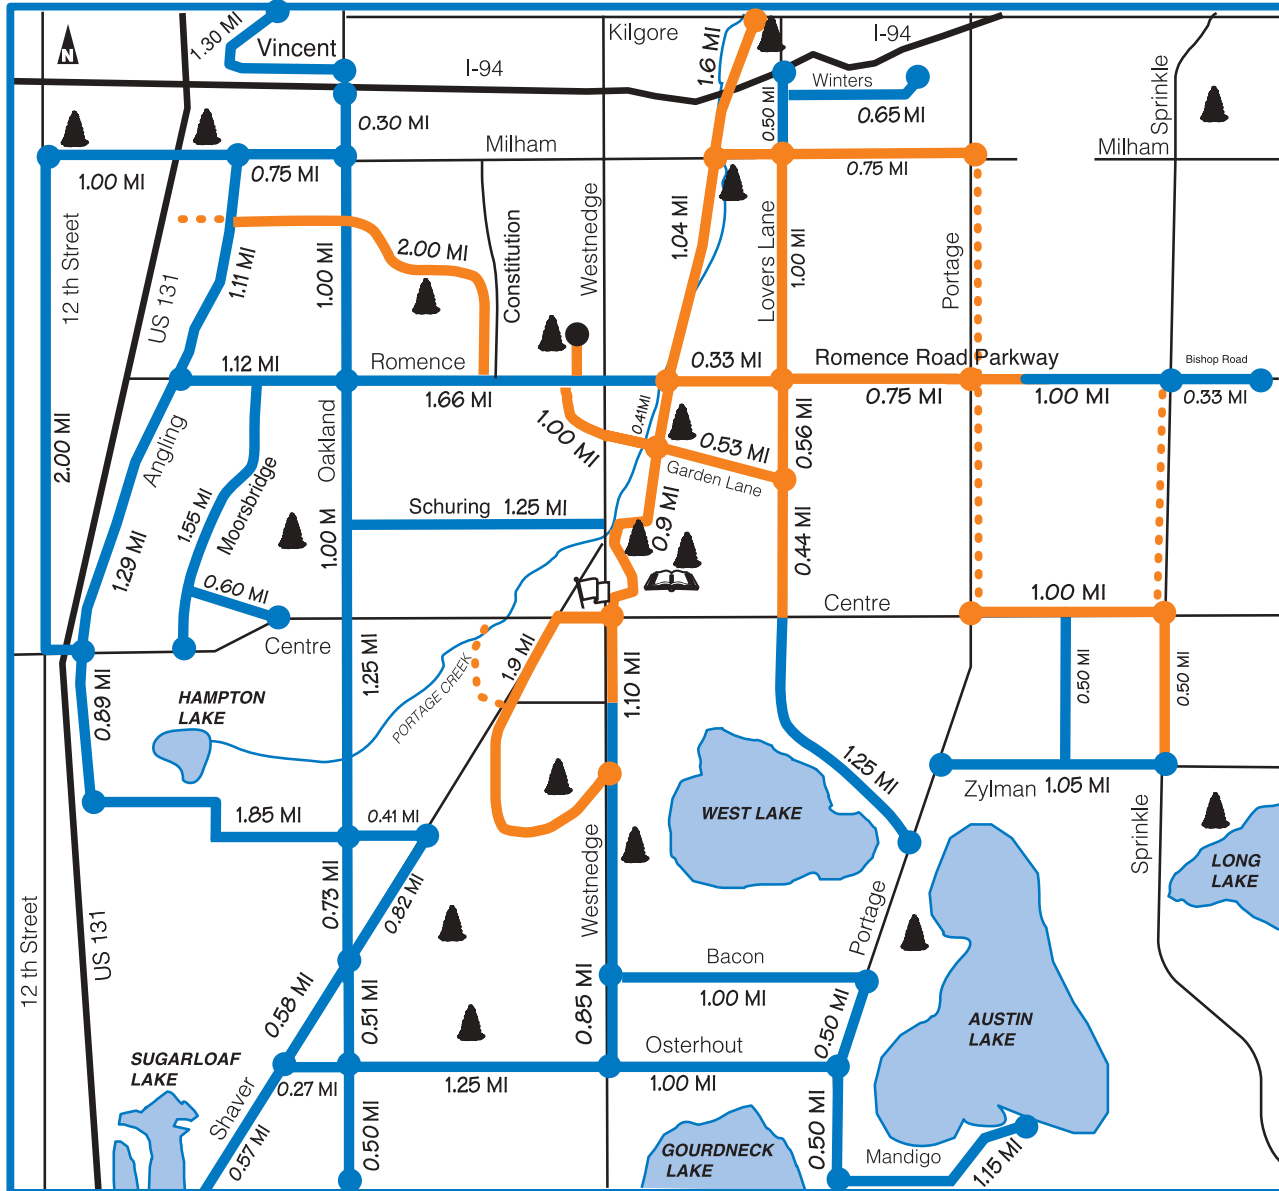 1.30 MI
Vincent
N
I-94
Kilgore
1.6 MI
I-94
Winters
0.65 MI
0.50 MI
Sprinkle
0.30 MI
Milham
Milham
1.00 MI
0.75 MI
0.75 MI
12 th Street
US 131
1.11 MI
1.00 MI
2.00 MI
Constitution
Westnedge
1.04 MI
Lovers Lane
1.00 MI
Portage
1.12 MI
Romence
1.66 MI
0.33 MI
Romence Road Parkway
0.75 MI
1.00 MI
Bishop Road
0.33 MI
2.00 MI
Angling
Oakland
1.00 MI
0.41MI
0.53 MI
Garden Lane
0.56 MI
1.55 MI
Moorsbridge
1.29 MI
1.00 M
Schuring 1.25 MI
0.9 MI
0.44 MI
0.60 MI
Centre
1.00 MI
Centre
1.25 MI
PORTAGE CREEK
1.9 MI
1.10 MI
0.50 MI
0.50 MI
0.89 MI
HAMPTON
LAKE
1.25 MI
Zylman 1.05 MI
1.85 MI
0.41 MI
WEST LAKE
Sprinkle
LONG
LAKE
0.73 MI
0.82 MI
Westnedge
Portage
12 th Street
US 131
Bacon
1.00 MI
0.58 MI
0.51 MI
0.85 MI
0.50 MI
AUSTIN
LAKE
SUGARLOAF
LAKE
Osterhout
0.27 MI
1.25 MI
1.00 MI
Shaver
0.57 MI
0.50 MI
GOURDNECK
LAKE
0.50 MI
Mandigo
1.15 MI